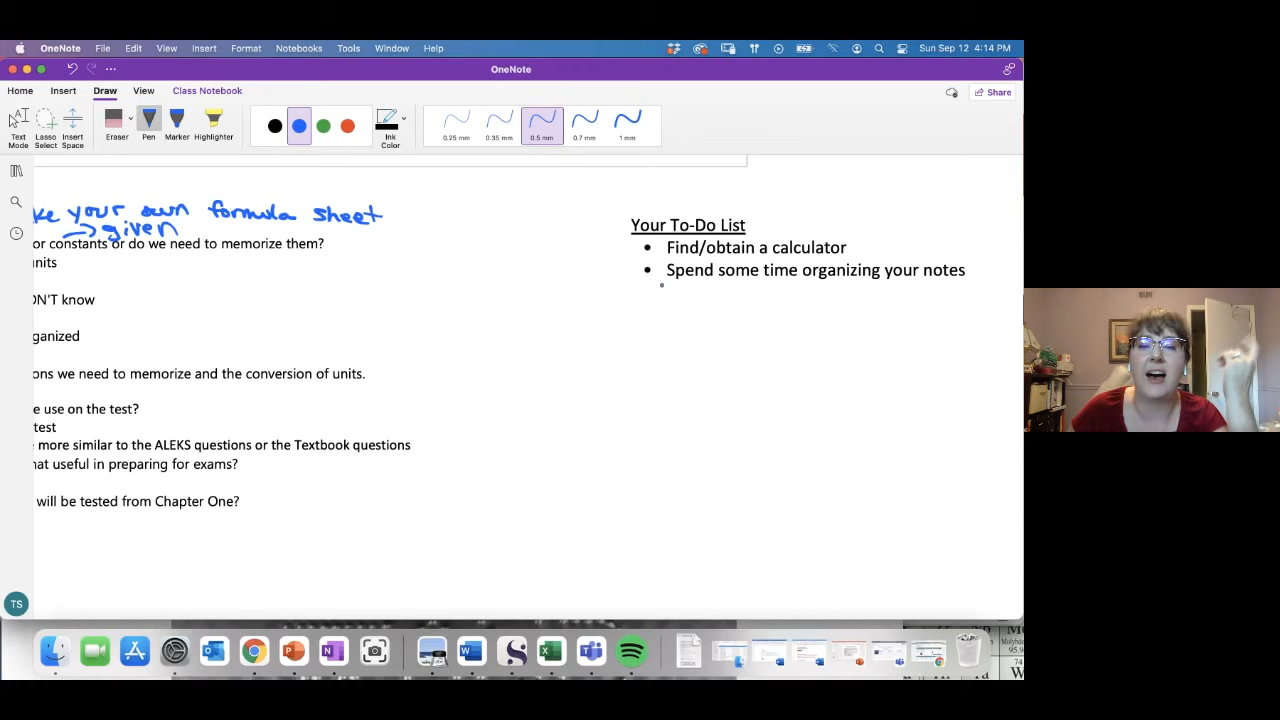 OneNote File Edit View Insert Format Notebooks Tools Window Help Sun Sep 12 4:14 PM
OneNote
Home Insert Draw View Class Notebook Share
Text Mode Lasso Select Insert Space Eraser Pen Marker Highlighter Ink Color 0.25 mm 0.35 mm 0.5 mm 0.7 mm 1 mm
ke your own formula sheet
→given
or constants or do we need to memorize them?
units
ON'T know
ganized
ons we need to memorize and the conversion of units.
e use on the test?
test
more similar to the ALEKS questions or the Textbook questions
hat useful in preparing for exams?
will be tested from Chapter One?
Your To-Do List
• Find/obtain a calculator
• Spend some time organizing your notes
TS